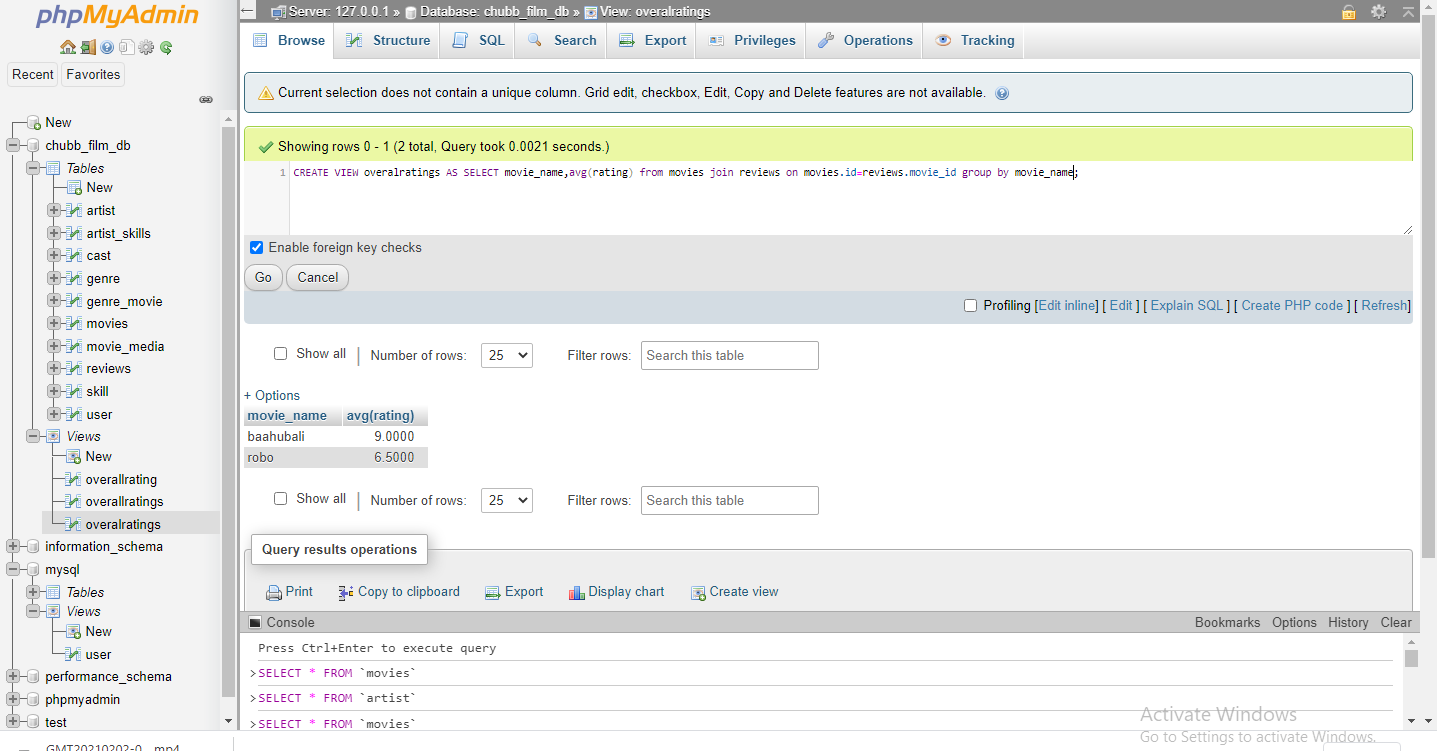 phpMyAdmin
Recent Favorites
New
chubb_film_db
Tables
New
artist
artist_skills
cast
genre
genre_movie
movies
movie_media
reviews
skill
user
Views
New
overallrating
overallratings
overalratings
information_schema
mysql
Tables
Views
New
user
performance_schema
phpmyadmin
test
Server: 127.0.0.1 » Database: chubb_film_db » View: overalratings
Browse Structure SQL Search Export Privileges Operations Tracking
Current selection does not contain a unique column. Grid edit, checkbox, Edit, Copy and Delete features are not available.
Showing rows 0 - 1 (2 total, Query took 0.0021 seconds.)
1 CREATE VIEW overalratings AS SELECT movie_name,avg(rating) from movies join reviews on movies.id=reviews.movie_id group by movie_name;
Enable foreign key checks
Go Cancel
Profiling [Edit inline] [ Edit ] [ Explain SQL ] [ Create PHP code ] [ Refresh]
Show all | Number of rows: 25 Filter rows: Search this table
+ Options
movie_name avg(rating)
baahubali 9.0000
robo 6.5000
Show all | Number of rows: 25 Filter rows: Search this table
Query results operations
Print Copy to clipboard Export Display chart Create view
Console Bookmarks Options History Clear
Press Ctrl+Enter to execute query
>SELECT * FROM `movies`
>SELECT * FROM `artist`
>SELECT * FROM `movies`
Activate Windows
Go to Settings to activate Windows.
GMT20210202-0....mp4